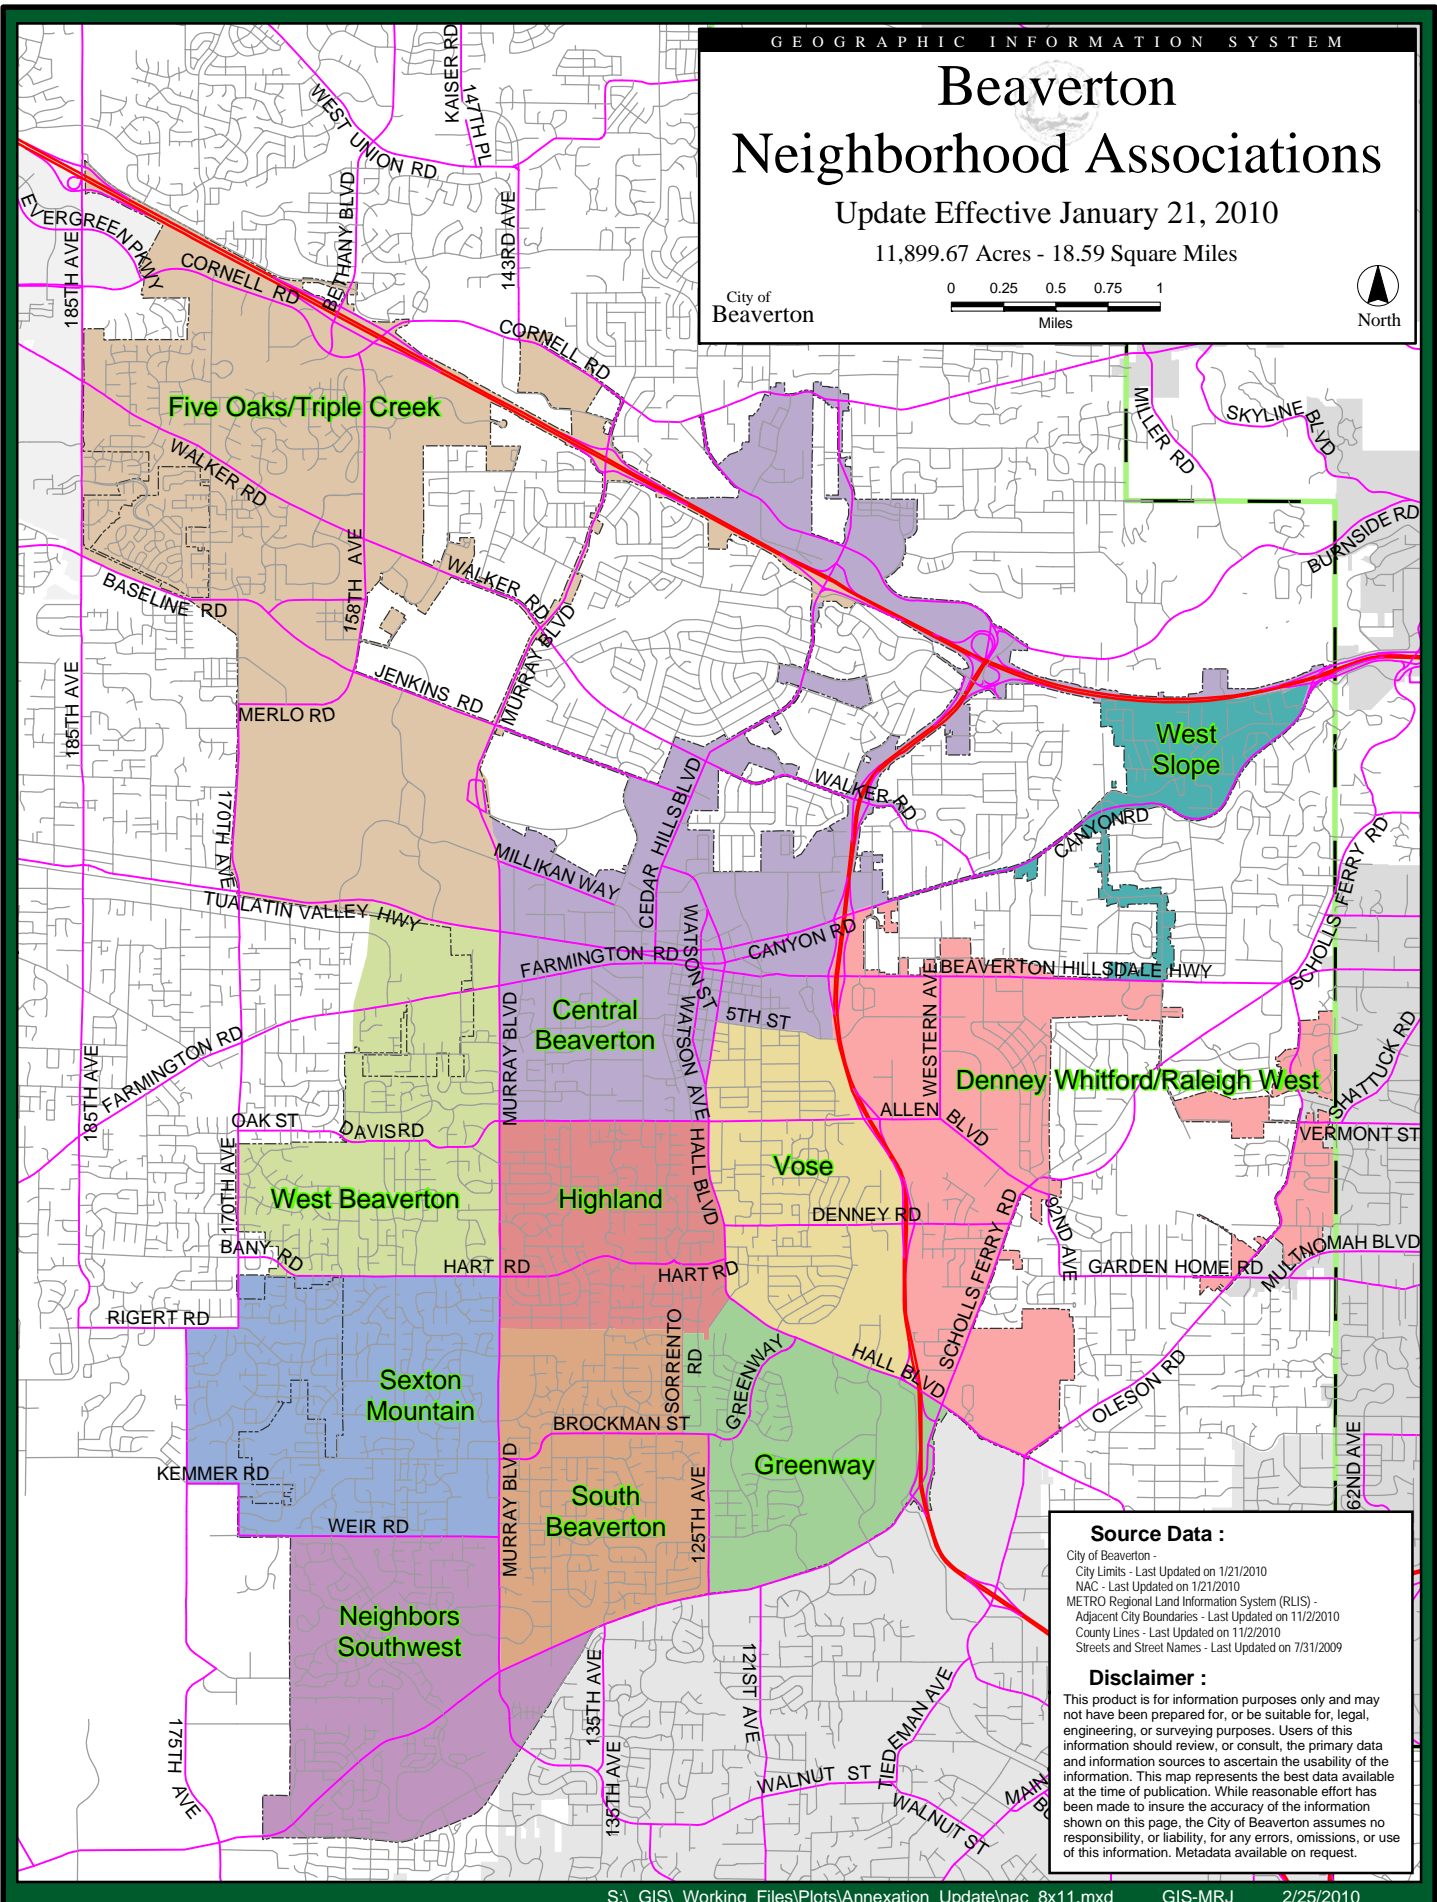 GEOGRAPHIC INFORMATION SYSTEM
Beaverton
Neighborhood Associations
Update Effective January 21, 2010
11,899.67 Acres - 18.59 Square Miles
City of
Beaverton
0 0.25 0.5 0.75 1
Miles
North
KAISER RD
147TH PL
WEST UNION RD
BETHANY BLVD
143RD AVE
EVERGREEN PKWY
185TH AVE
CORNELL RD
CORNELL RD
MILLER RD
SKYLINE BLVD
BURNSIDE RD
Five Oaks/Triple Creek
WALKER RD
158TH AVE
WALKER RD
BASELINE RD
MURRAY BLVD
JENKINS RD
185TH AVE
MERLO RD
West
Slope
WALKER RD
CANYON RD
CEDAR HILLS BLVD
170TH AVE
MILLIKAN WAY
SCHOLLS FERRY RD
TUALATIN VALLEY HWY
WATSON ST
CANYON RD
FARMINGTON RD
BEAVERTON HILLSDALE HWY
Central
Beaverton
5TH ST
WESTERN AVE
MURRAY BLVD
WATSON AVE
FARMINGTON RD
185TH AVE
Denney Whitford/Raleigh West
SHATTUCK RD
ALLEN BLVD
OAK ST
DAVIS RD
VERMONT ST
HALL BLVD
Vose
170TH AVE
West Beaverton
Highland
DENNEY RD
92ND AVE
SCHOLLS FERRY RD
BANY RD
HART RD
HART RD
GARDEN HOME RD
MULTNOMAH BLVD
RIGERT RD
SORRENTO RD
GREENWAY
HALL BLVD
Sexton
Mountain
OLESON RD
BROCKMAN ST
62ND AVE
KEMMER RD
MURRAY BLVD
125TH AVE
Greenway
South
Beaverton
WEIR RD
Neighbors
Southwest
135TH AVE
121ST AVE
TIEDEMAN AVE
175TH AVE
135TH AVE
WALNUT ST
WALNUT ST
MAIN
Source Data :
City of Beaverton -
City Limits - Last Updated on 1/21/2010
NAC - Last Updated on 1/21/2010
METRO Regional Land Information System (RLIS) -
Adjacent City Boundaries - Last Updated on 11/2/2010
County Lines - Last Updated on 11/2/2010
Streets and Street Names - Last Updated on 7/31/2009
Disclaimer :
This product is for information purposes only and may
not have been prepared for, or be suitable for, legal,
engineering, or surveying purposes. Users of this
information should review, or consult, the primary data
and information sources to ascertain the usability of the
information. This map represents the best data available
at the time of publication. While reasonable effort has
been made to insure the accuracy of the information
shown on this page, the City of Beaverton assumes no
responsibility, or liability, for any errors, omissions, or use
of this information. Metadata available on request.
S:\_GIS\_Working_Files\Plots\Annexation_Update\nac_8x11.mxd GIS-MRJ 2/25/2010